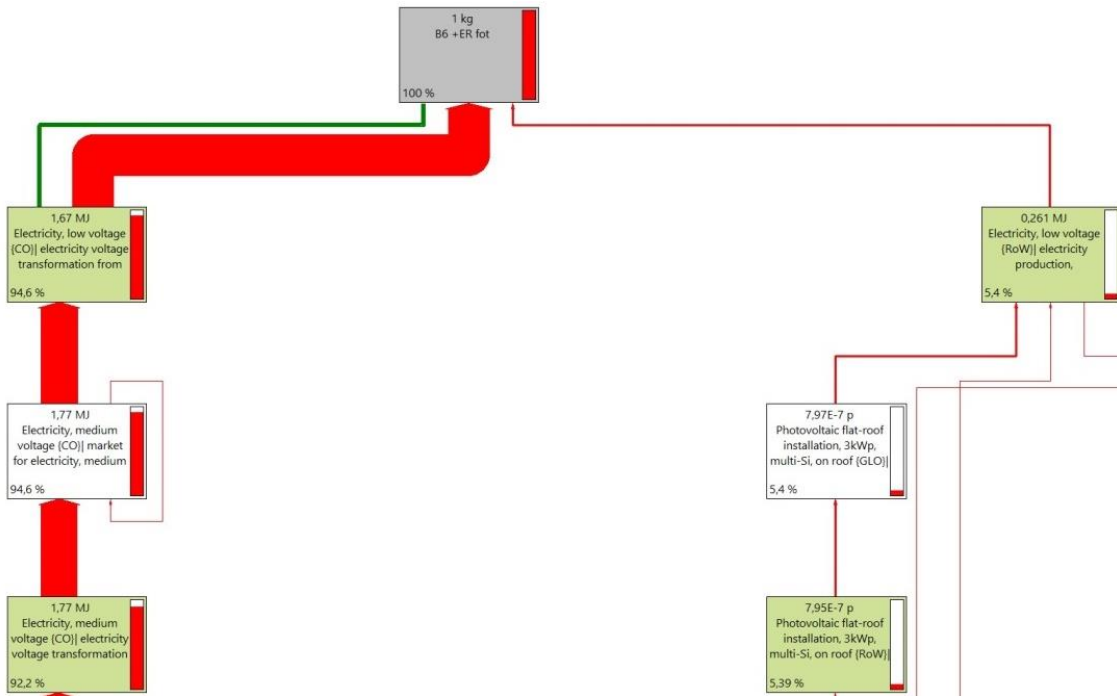 1 kg
B6 +ER fot
100 %
1,67 MJ
Electricity, low voltage
{CO}| electricity voltage
transformation from
94,6 %
0,261 MJ
Electricity, low voltage
{RoW}| electricity
production,
5,4 %
1,77 MJ
Electricity, medium
voltage {CO}| market
for electricity, medium
94,6 %
7,97E-7 p
Photovoltaic flat-roof
installation, 3kWp,
multi-Si, on roof {GLO}|
5,4 %
1,77 MJ
Electricity, medium
voltage {CO}| electricity
voltage transformation
92,2 %
7,95E-7 p
Photovoltaic flat-roof
installation, 3kWp,
multi-Si, on roof {RoW}|
5,39 %